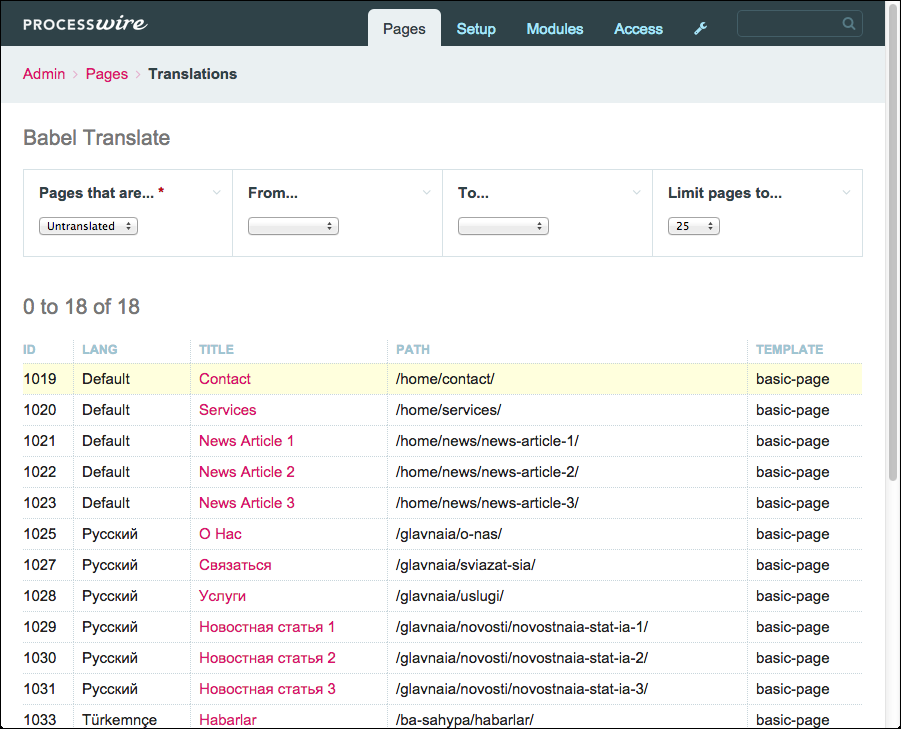 PROCESSwire Pages Setup Modules Access
Admin › Pages › Translations
Babel Translate
Pages that are... * From... To... Limit pages to...
Untranslated 25
0 to 18 of 18
ID LANG TITLE PATH TEMPLATE
1019 Default Contact /home/contact/ basic-page
1020 Default Services /home/services/ basic-page
1021 Default News Article 1 /home/news/news-article-1/ basic-page
1022 Default News Article 2 /home/news/news-article-2/ basic-page
1023 Default News Article 3 /home/news/news-article-3/ basic-page
1025 Русский О Нас /glavnaia/o-nas/ basic-page
1027 Русский Связаться /glavnaia/sviazat-sia/ basic-page
1028 Русский Услуги /glavnaia/uslugi/ basic-page
1029 Русский Новостная статья 1 /glavnaia/novosti/novostnaia-stat-ia-1/ basic-page
1030 Русский Новостная статья 2 /glavnaia/novosti/novostnaia-stat-ia-2/ basic-page
1031 Русский Новостная статья 3 /glavnaia/novosti/novostnaia-stat-ia-3/ basic-page
1033 Türkemnçe Habarlar /ba-sahypa/habarlar/ basic-page